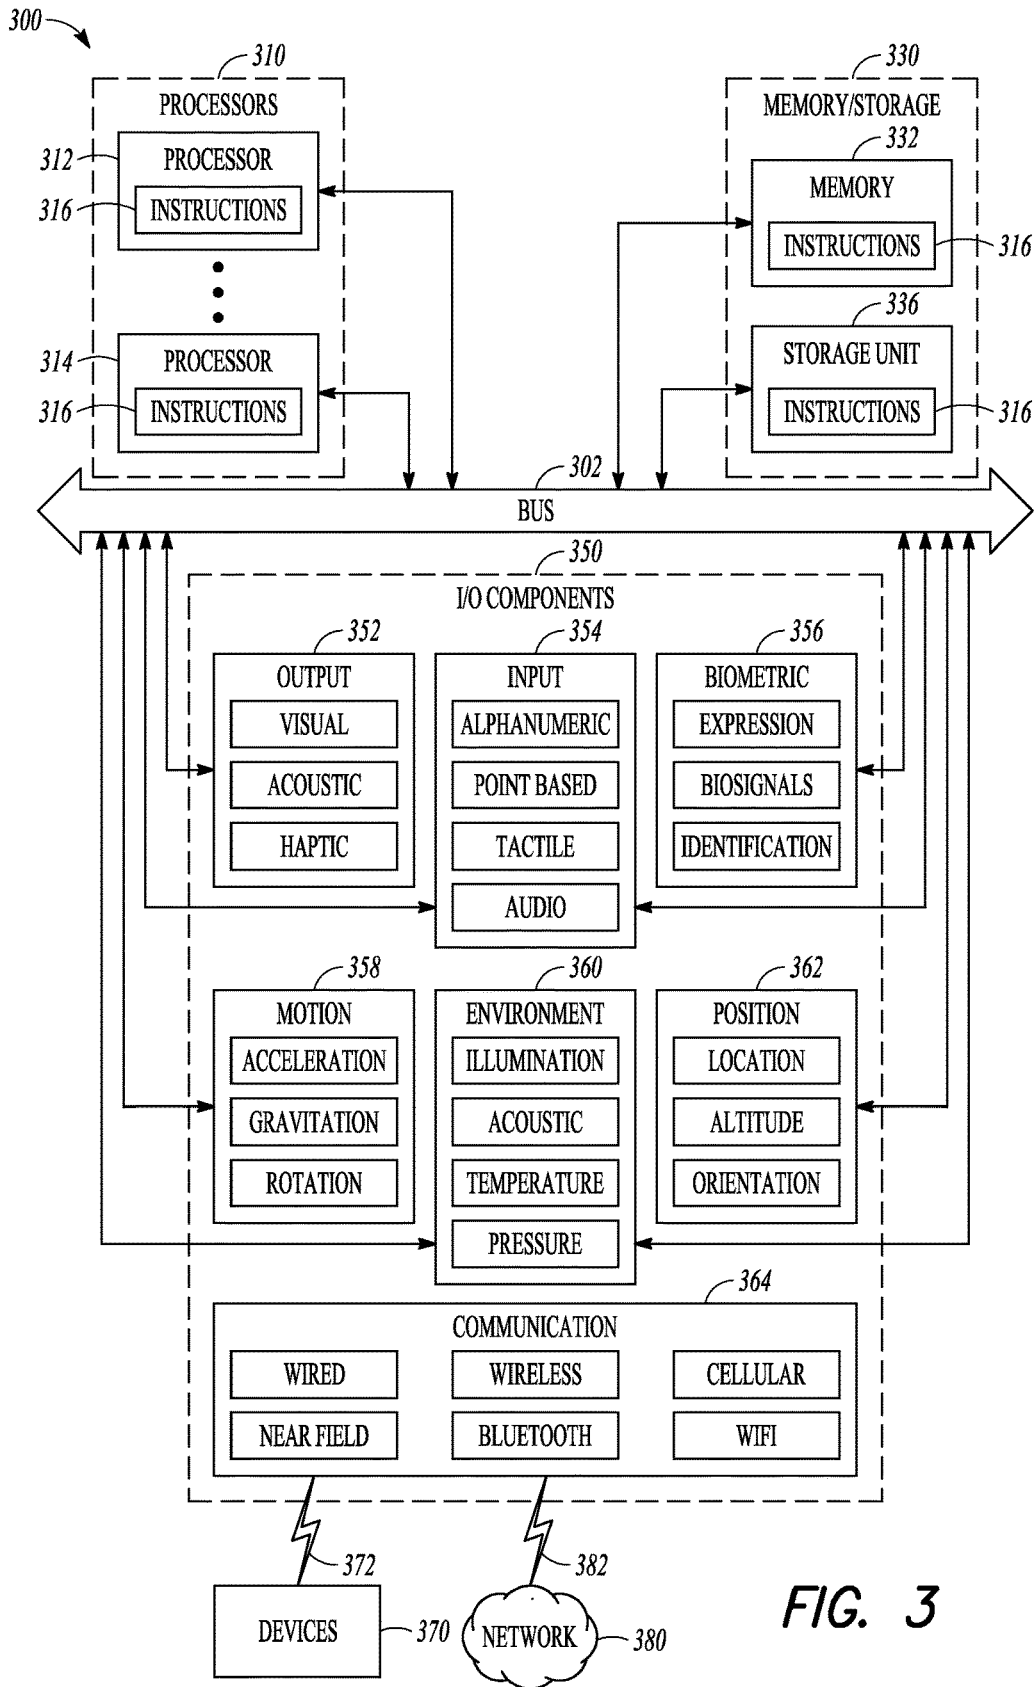 300
310
330
PROCESSORS
MEMORY/STORAGE
312
PROCESSOR
332
MEMORY
316
INSTRUCTIONS
INSTRUCTIONS
316
336
314
PROCESSOR
STORAGE UNIT
316
INSTRUCTIONS
INSTRUCTIONS
316
302
BUS
350
I/O COMPONENTS
352
354
356
OUTPUT
INPUT
BIOMETRIC
VISUAL
ALPHANUMERIC
EXPRESSION
ACOUSTIC
POINT BASED
BIOSIGNALS
HAPTIC
TACTILE
IDENTIFICATION
AUDIO
358
360
362
MOTION
ENVIRONMENT
POSITION
ACCELERATION
ILLUMINATION
LOCATION
GRAVITATION
ACOUSTIC
ALTITUDE
ROTATION
TEMPERATURE
ORIENTATION
PRESSURE
364
COMMUNICATION
WIRED
WIRELESS
CELLULAR
NEAR FIELD
BLUETOOTH
WIFI
372
382
DEVICES
370
NETWORK
380
FIG. 3